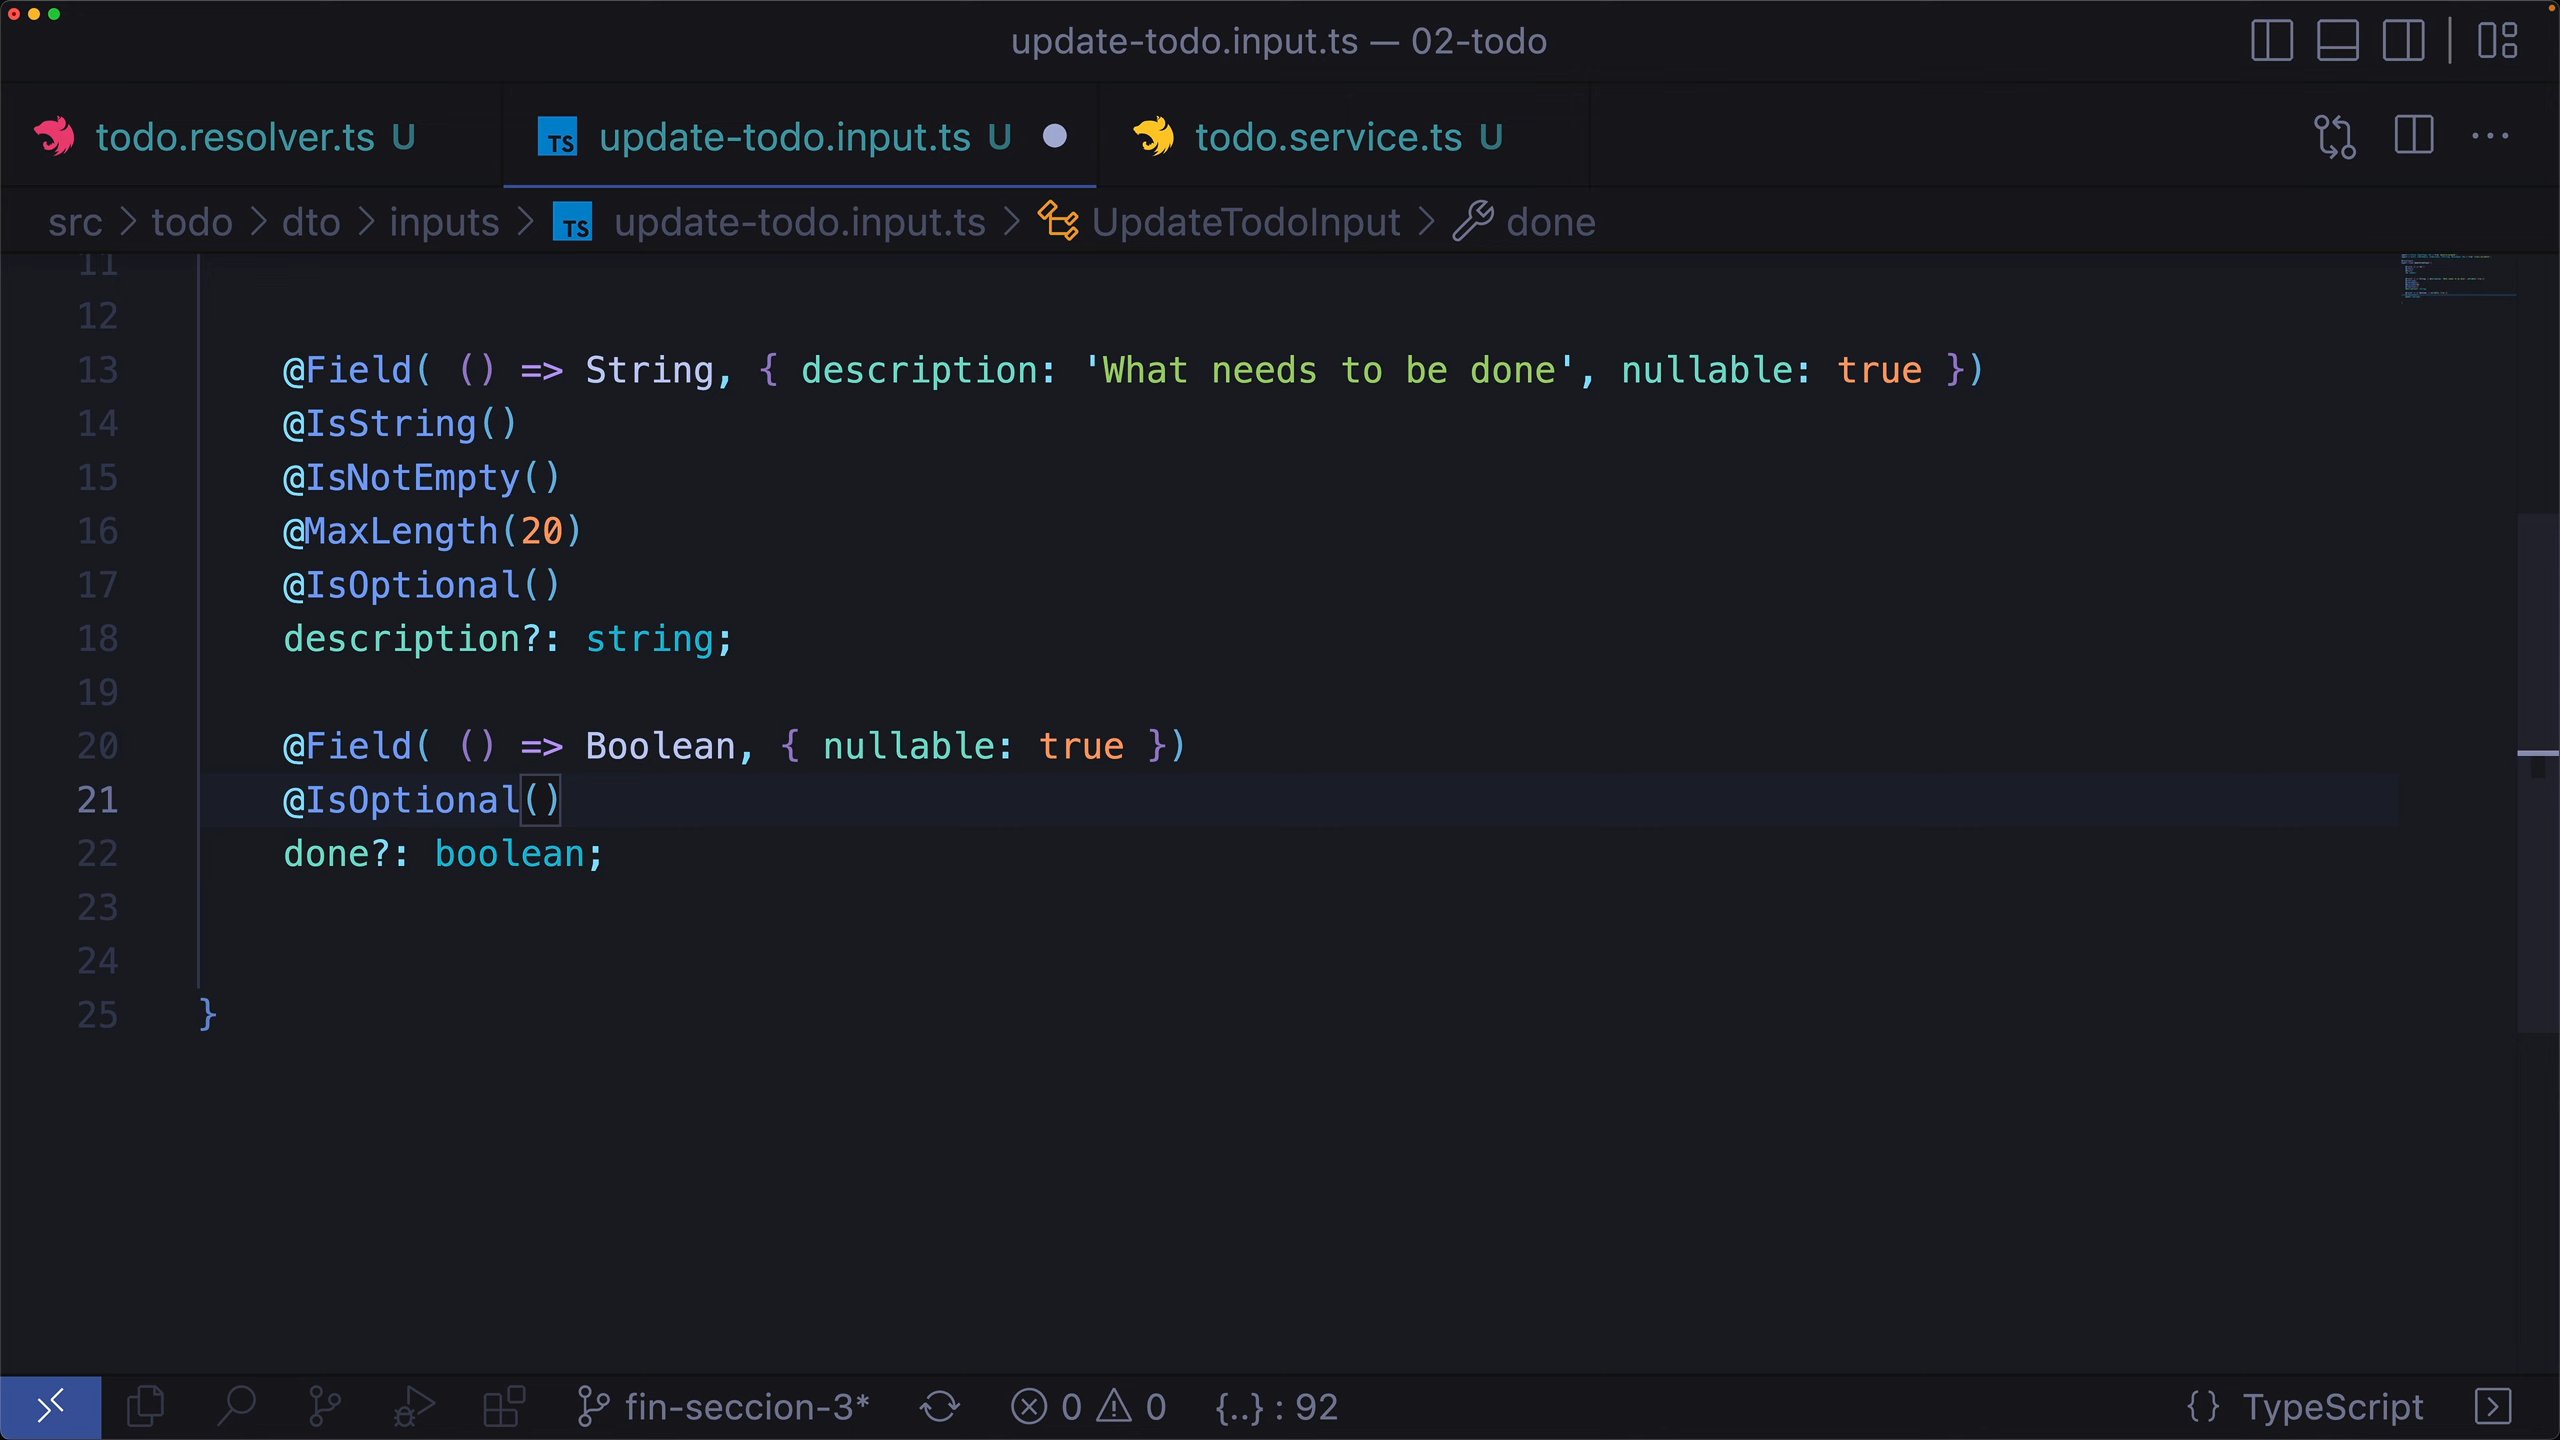 update-todo.input.ts — 02-todo
todo.resolver.ts U
TS update-todo.input.ts U
todo.service.ts U
src > todo > dto > inputs > TS update-todo.input.ts > UpdateTodoInput > done
11
12
13 @Field( () => String, { description: 'What needs to be done', nullable: true })
14 @IsString()
15 @IsNotEmpty()
16 @MaxLength(20)
17 @IsOptional()
18 description?: string;
19
20 @Field( () => Boolean, { nullable: true })
21 @IsOptional()
22 done?: boolean;
23
24
25 }
fin-seccion-3* 0 0 {..} : 92 {} TypeScript